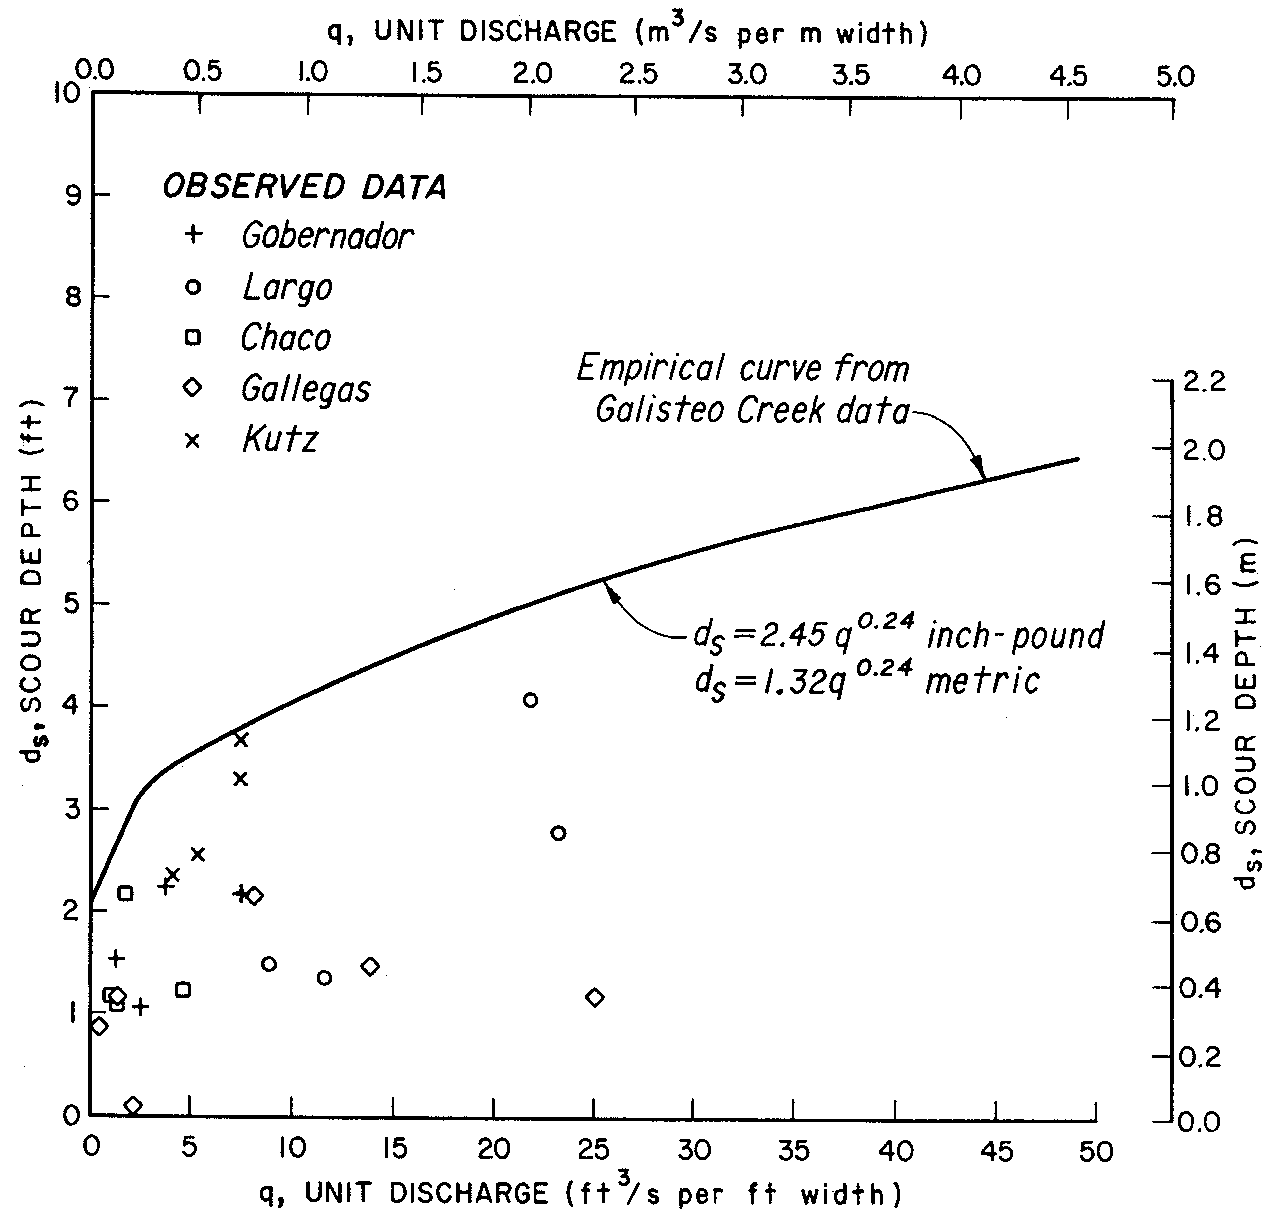 q, UNIT DISCHARGE (m³/s per m width)
0.0 0.5 1.0 1.5 2.0 2.5 3.0 3.5 4.0 4.5 5.0
10
9
8
7
6
5
4
3
2
1
0
ds, SCOUR DEPTH (ft)
OBSERVED DATA
+ Gobernador
○ Largo
□ Chaco
◇ Gallegas
× Kutz
Empirical curve from
Galisteo Creek data
ds=2.45q^0.24 inch-pound
ds=1.32q^0.24 metric
2.2
2.0
1.8
1.6
1.4
1.2
1.0
0.8
0.6
0.4
0.2
0.0
ds, SCOUR DEPTH (m)
0 5 10 15 20 25 30 35 40 45 50
q, UNIT DISCHARGE (ft³/s per ft width)